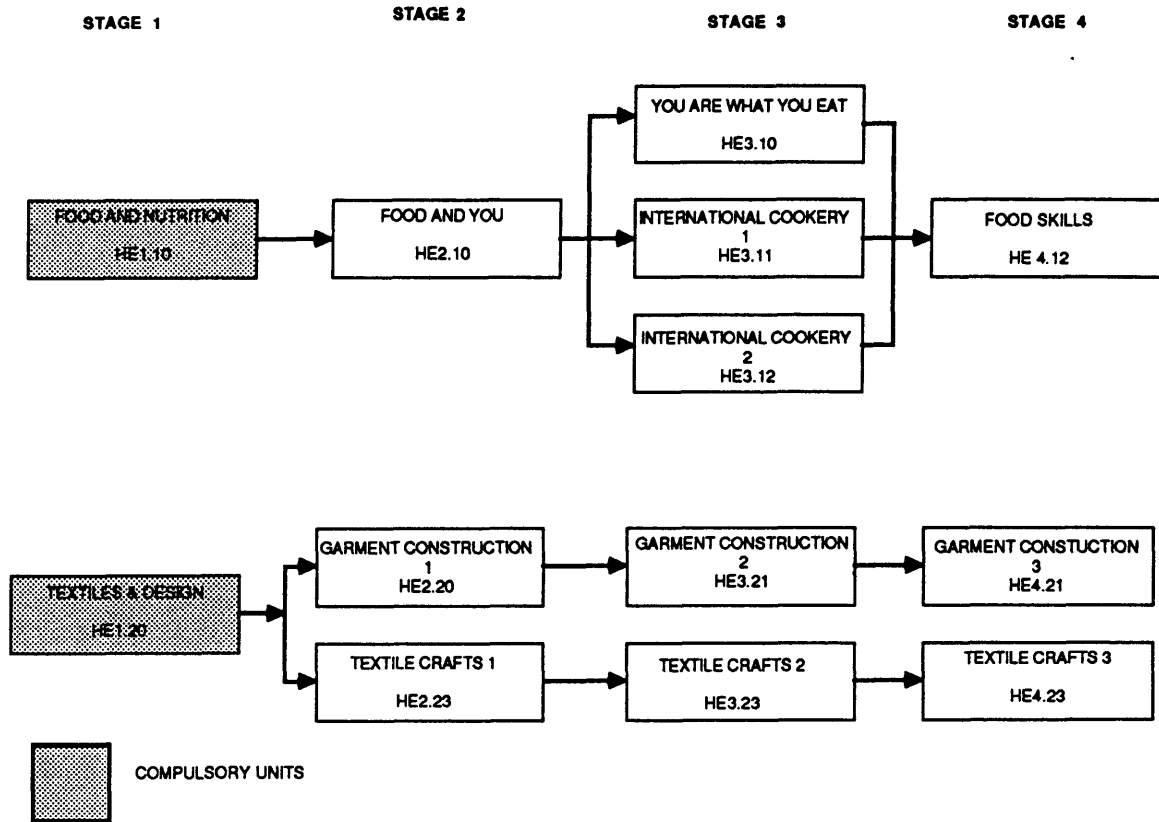 STAGE 1
STAGE 2
STAGE 3
STAGE 4
YOU ARE WHAT YOU EAT
HE3.10
FOOD AND NUTRITION
HE1.10
FOOD AND YOU
HE2.10
INTERNATIONAL COOKERY
1
HE3.11
FOOD SKILLS
HE 4.12
INTERNATIONAL COOKERY
2
HE3.12
GARMENT CONSTRUCTION
1
HE2.20
GARMENT CONSTRUCTION
2
HE3.21
GARMENT CONSTUCTION
3
HE4.21
TEXTILES & DESIGN
HE1.20
TEXTILE CRAFTS 1
HE2.23
TEXTILE CRAFTS 2
HE3.23
TEXTILE CRAFTS 3
HE4.23
COMPULSORY UNITS